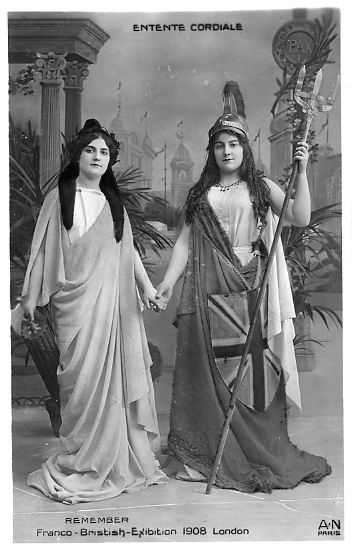 ENTENTE CORDIALE
PAX
REMEMBER
Franco-Bristish-Exibition 1908 London
A·N
PARIS